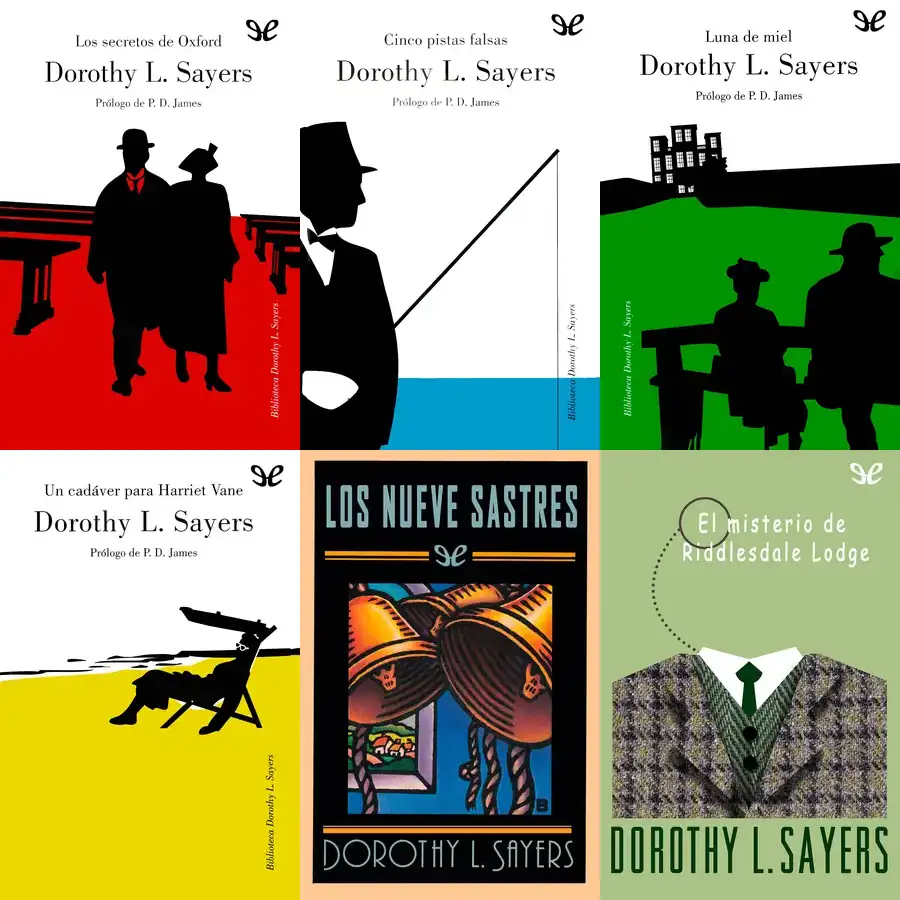 Los secretos de Oxford
Dorothy L. Sayers
Prólogo de P. D. James
Biblioteca Dorothy L. Sayers
Cinco pistas falsas
Dorothy L. Sayers
Prólogo de P. D. James
Biblioteca Dorothy L. Sayers
Luna de miel
Dorothy L. Sayers
Prólogo de P. D. James
Biblioteca Dorothy L. Sayers
Un cadáver para Harriet Vane
Dorothy L. Sayers
Prólogo de P. D. James
Biblioteca Dorothy L. Sayers
LOS NUEVE SASTRES
B
DOROTHY L. SAYERS
El misterio de
Riddlesdale Lodge
DOROTHY L. SAYERS